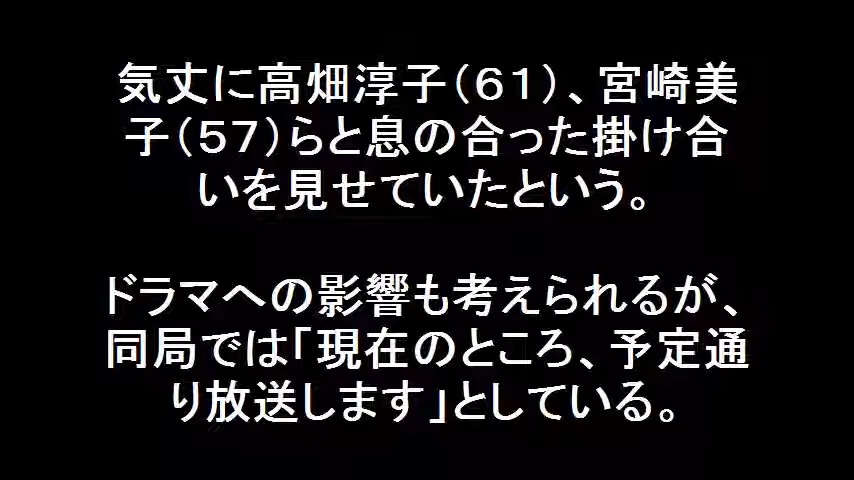 気丈に高畑淳子（６１）、宮崎美
子（５７）らと息の合った掛け合
いを見せていたという。
ドラマへの影響も考えられるが、
同局では「現在のところ、予定通
り放送します」としている。